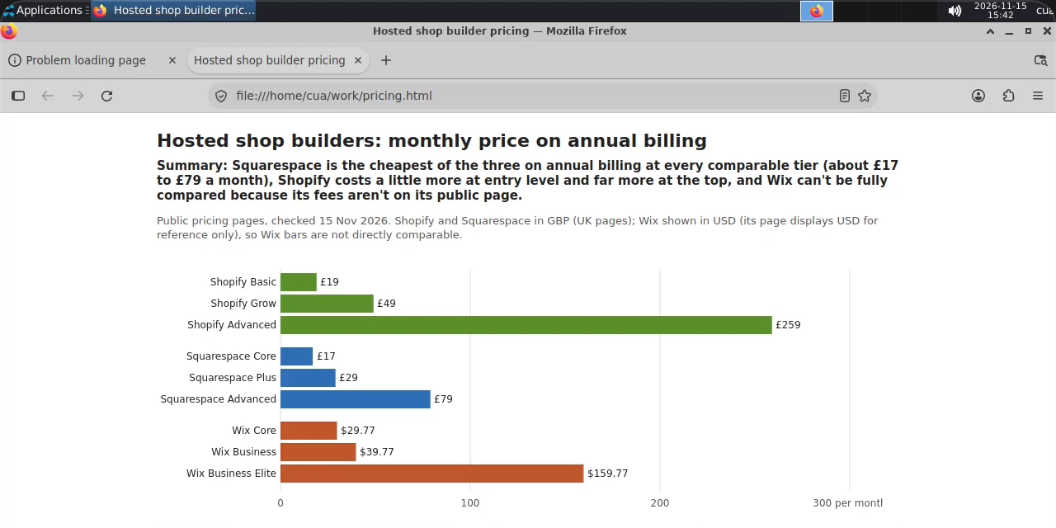 Applications
Hosted shop builder pric...
2026-11-15
15:42
cua
Hosted shop builder pricing — Mozilla Firefox
Problem loading page
Hosted shop builder pricing
file:///home/cua/work/pricing.html
Hosted shop builders: monthly price on annual billing
Summary: Squarespace is the cheapest of the three on annual billing at every comparable tier (about £17
to £79 a month), Shopify costs a little more at entry level and far more at the top, and Wix can't be fully
compared because its fees aren't on its public page.
Public pricing pages, checked 15 Nov 2026. Shopify and Squarespace in GBP (UK pages); Wix shown in USD (its page displays USD for
reference only), so Wix bars are not directly comparable.
Shopify Basic £19
Shopify Grow £49
Shopify Advanced £259
Squarespace Core £17
Squarespace Plus £29
Squarespace Advanced £79
Wix Core $29.77
Wix Business $39.77
Wix Business Elite $159.77
0 100 200 300 per